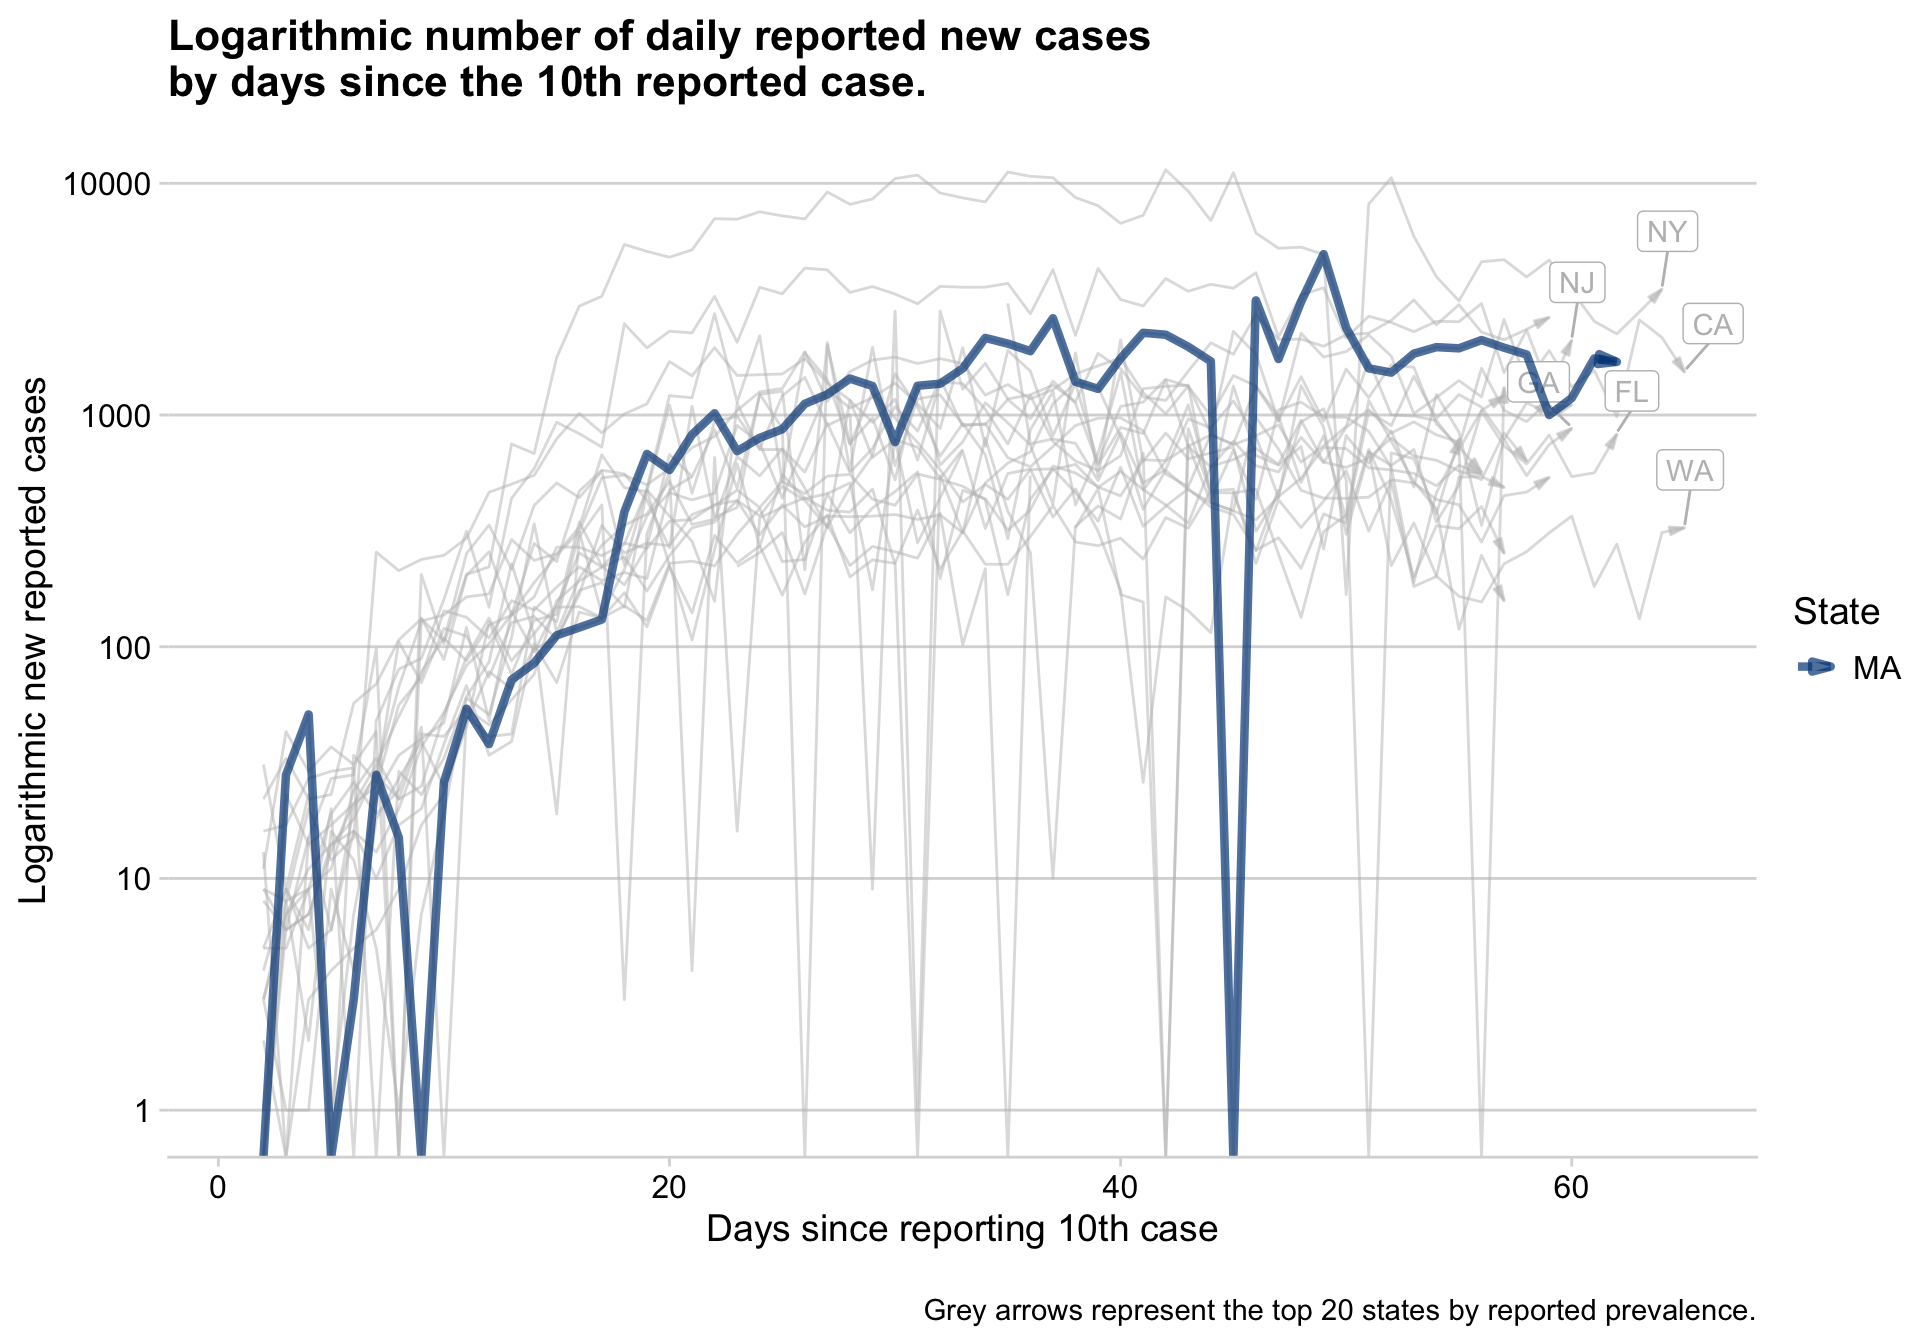 Logarithmic number of daily reported new cases
by days since the 10th reported case.
Logarithmic new reported cases
10000
1000
100
10
1
NY
NJ
CA
GA
FL
WA
State
MA
0
20
40
60
Days since reporting 10th case
Grey arrows represent the top 20 states by reported prevalence.